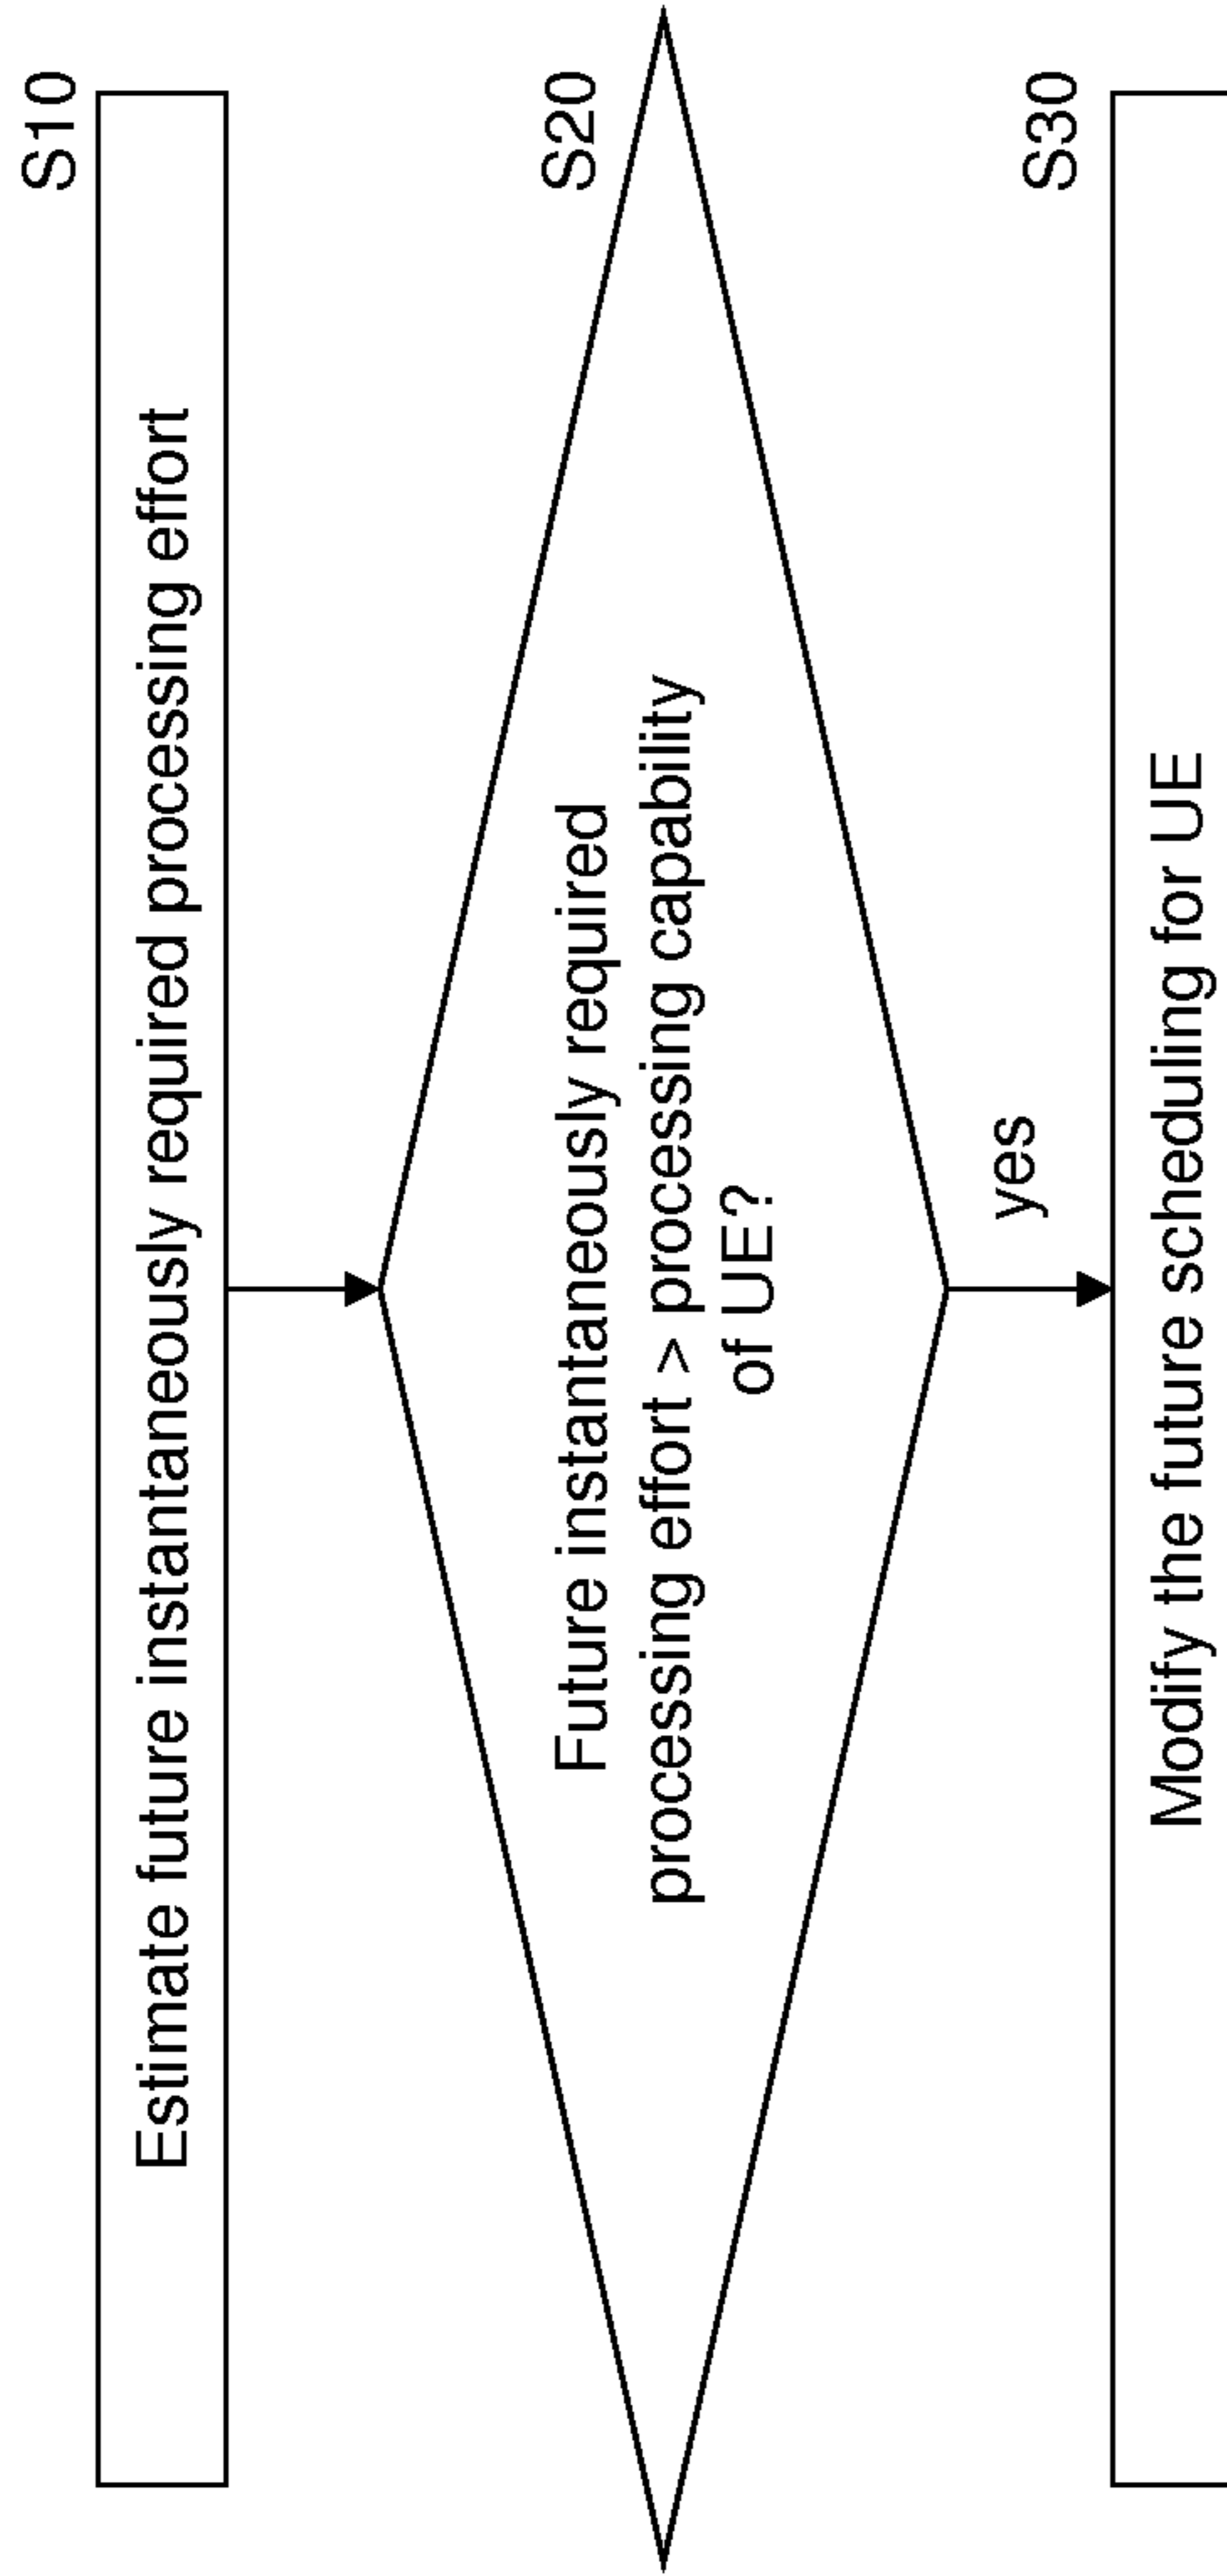 S10
Estimate future instantaneously required processing effort
S20
Future instantaneously required
processing effort > processing capability
of UE?
yes
S30
Modify the future scheduling for UE